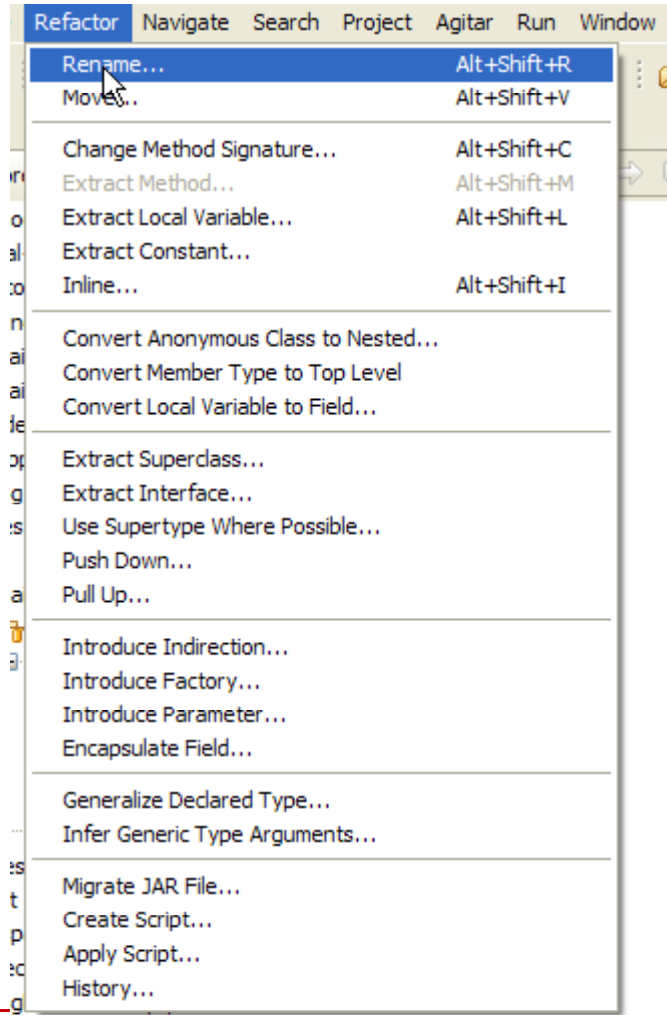 Refactor Navigate Search Project Agitar Run Window
Rename... Alt+Shift+R
Move... Alt+Shift+V
Change Method Signature... Alt+Shift+C
Extract Method... Alt+Shift+M
Extract Local Variable... Alt+Shift+L
Extract Constant...
Inline... Alt+Shift+I
Convert Anonymous Class to Nested...
Convert Member Type to Top Level
Convert Local Variable to Field...
Extract Superclass...
Extract Interface...
Use Supertype Where Possible...
Push Down...
Pull Up...
Introduce Indirection...
Introduce Factory...
Introduce Parameter...
Encapsulate Field...
Generalize Declared Type...
Infer Generic Type Arguments...
Migrate JAR File...
Create Script...
Apply Script...
History...